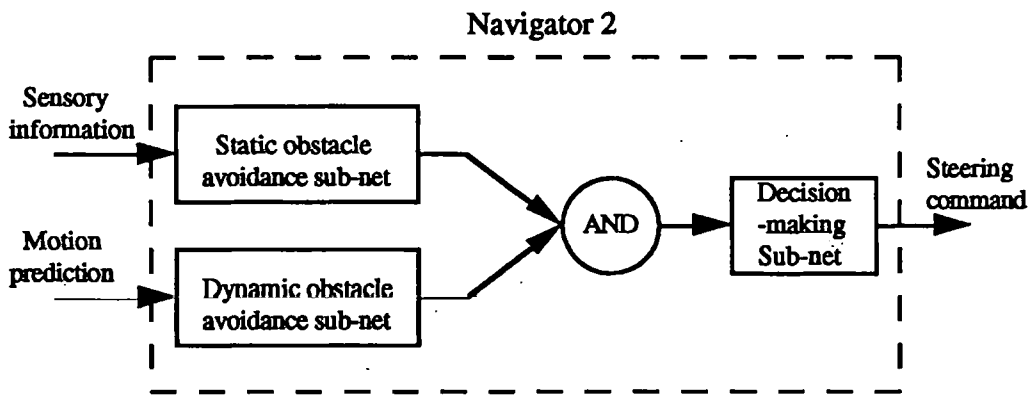 Navigator 2
Sensory
information
Static obstacle
avoidance sub-net
Motion
prediction
Dynamic obstacle
avoidance sub-net
AND
Decision
-making
Sub-net
Steering
command